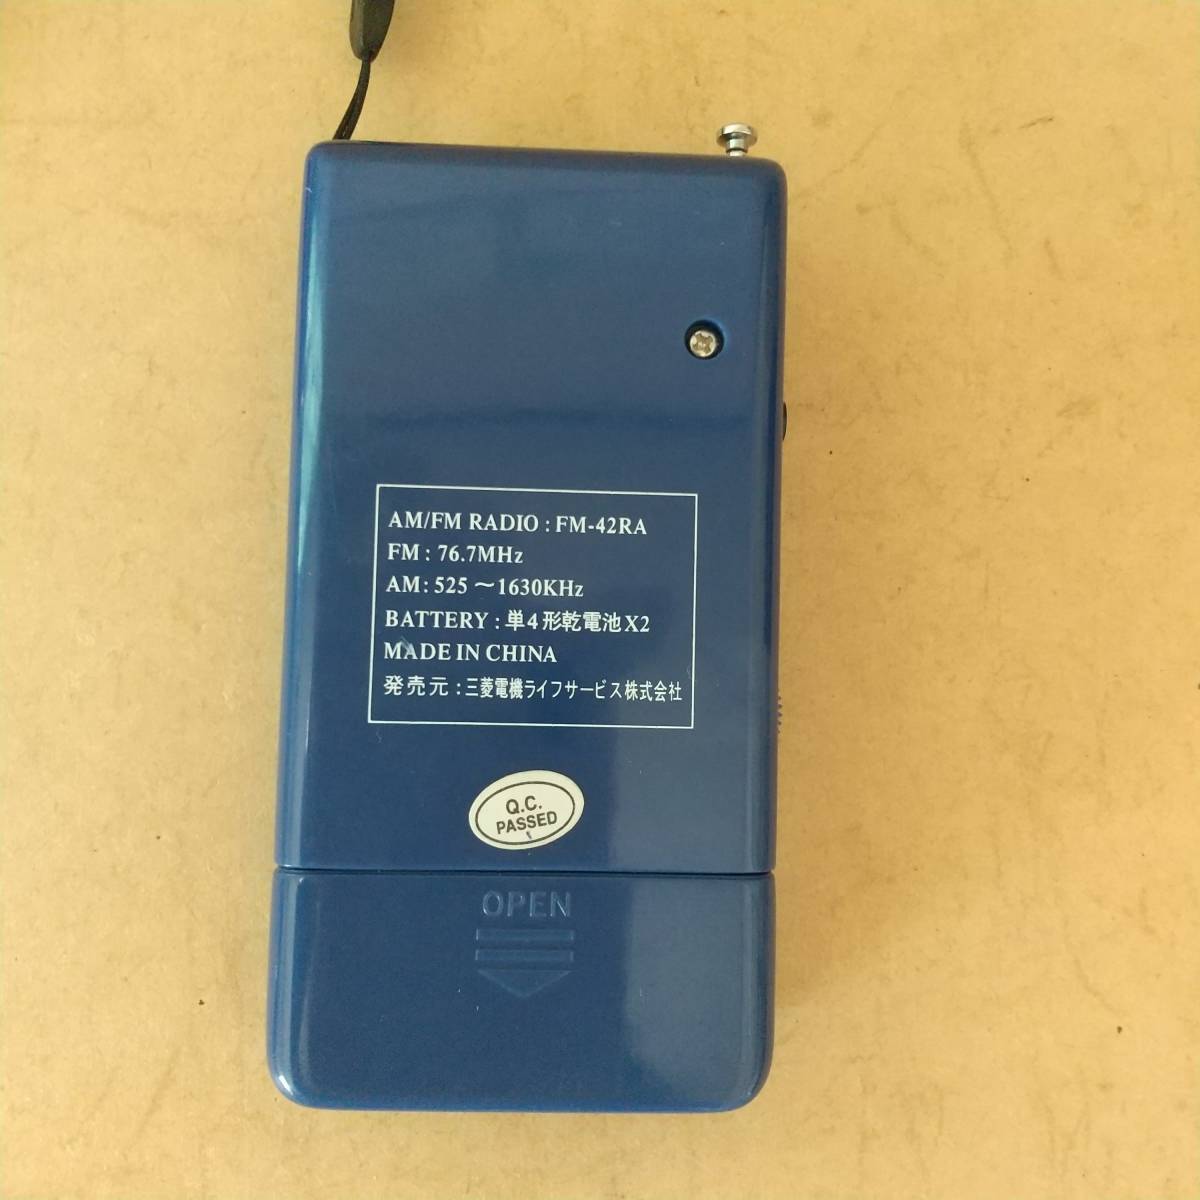 AM/FM RADIO : FM-42RA
FM : 76.7MHz
AM : 525 ～1630KHz
BATTERY : 単4形乾電池X2
MADE IN CHINA
発売元 : 三菱電機ライフサービス株式会社
Q.C.
PASSED
OPEN